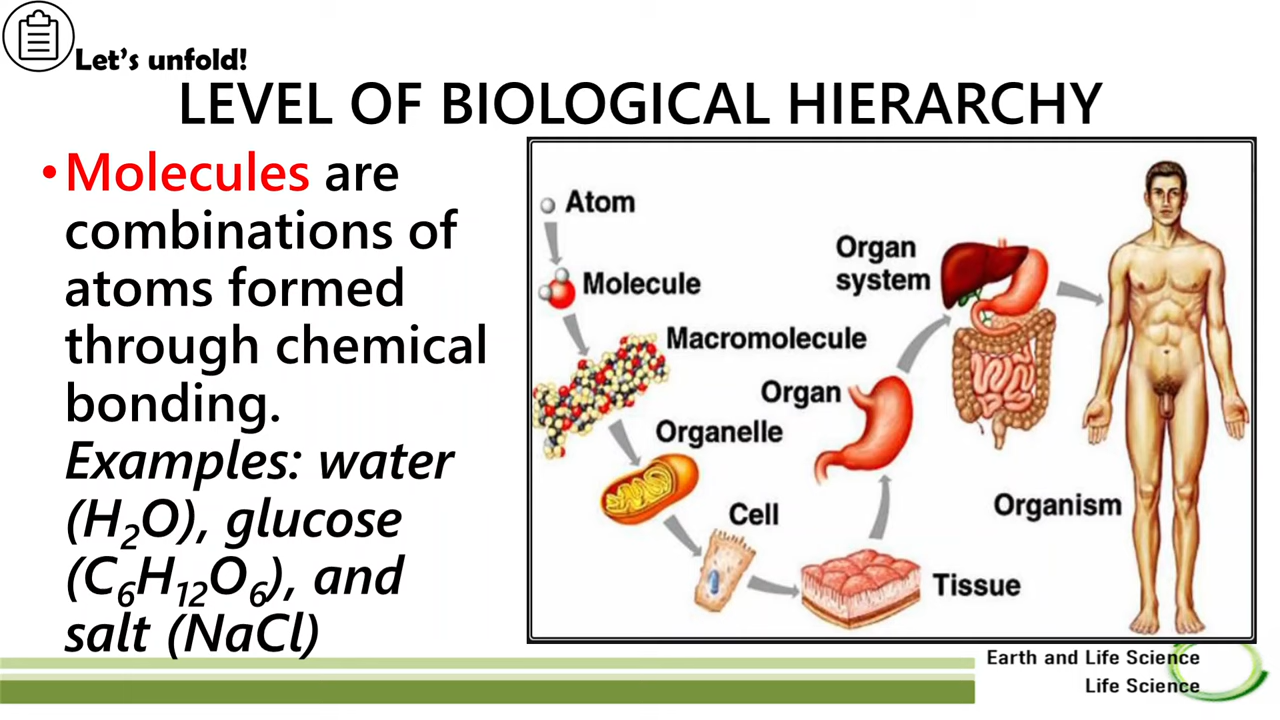 Let's unfold!
LEVEL OF BIOLOGICAL HIERARCHY
•Molecules are
combinations of
atoms formed
through chemical
bonding.
Examples: water
(H₂O), glucose
(C₆H₁₂O₆), and
salt (NaCl)
Atom
Molecule
Macromolecule
Organelle
Cell
Tissue
Organ
Organ
system
Organism
Earth and Life Science
Life Science